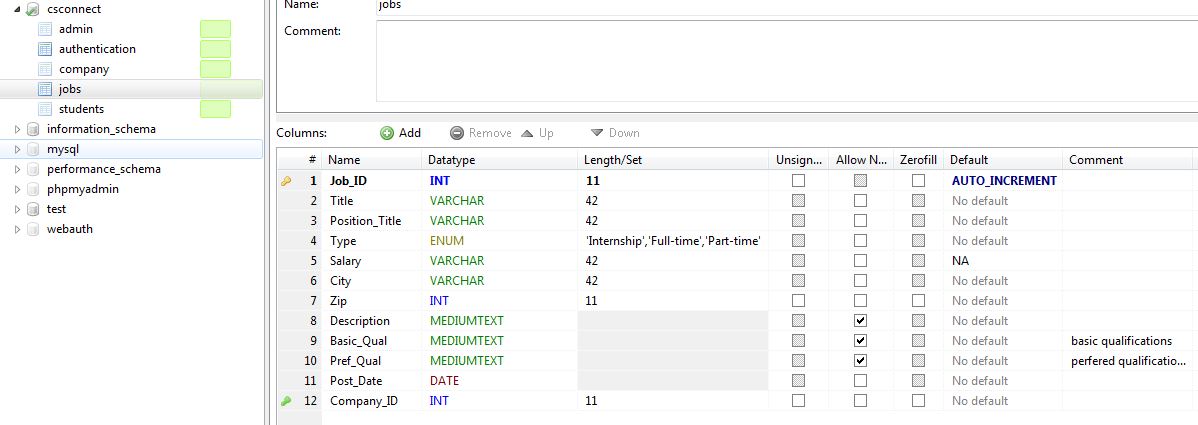 csconnect
admin
authentication
company
jobs
students
information_schema
mysql
performance_schema
phpmyadmin
test
webauth
Name: jobs
Comment:
Columns: Add Remove Up Down
# Name Datatype Length/Set Unsign... Allow N... Zerofill Default Comment
1 Job_ID INT 11 AUTO_INCREMENT
2 Title VARCHAR 42 No default
3 Position_Title VARCHAR 42 No default
4 Type ENUM 'Internship','Full-time','Part-time' No default
5 Salary VARCHAR 42 NA
6 City VARCHAR 42 No default
7 Zip INT 11 No default
8 Description MEDIUMTEXT No default
9 Basic_Qual MEDIUMTEXT No default basic qualifications
10 Pref_Qual MEDIUMTEXT No default perfered qualificatio...
11 Post_Date DATE No default
12 Company_ID INT 11 No default